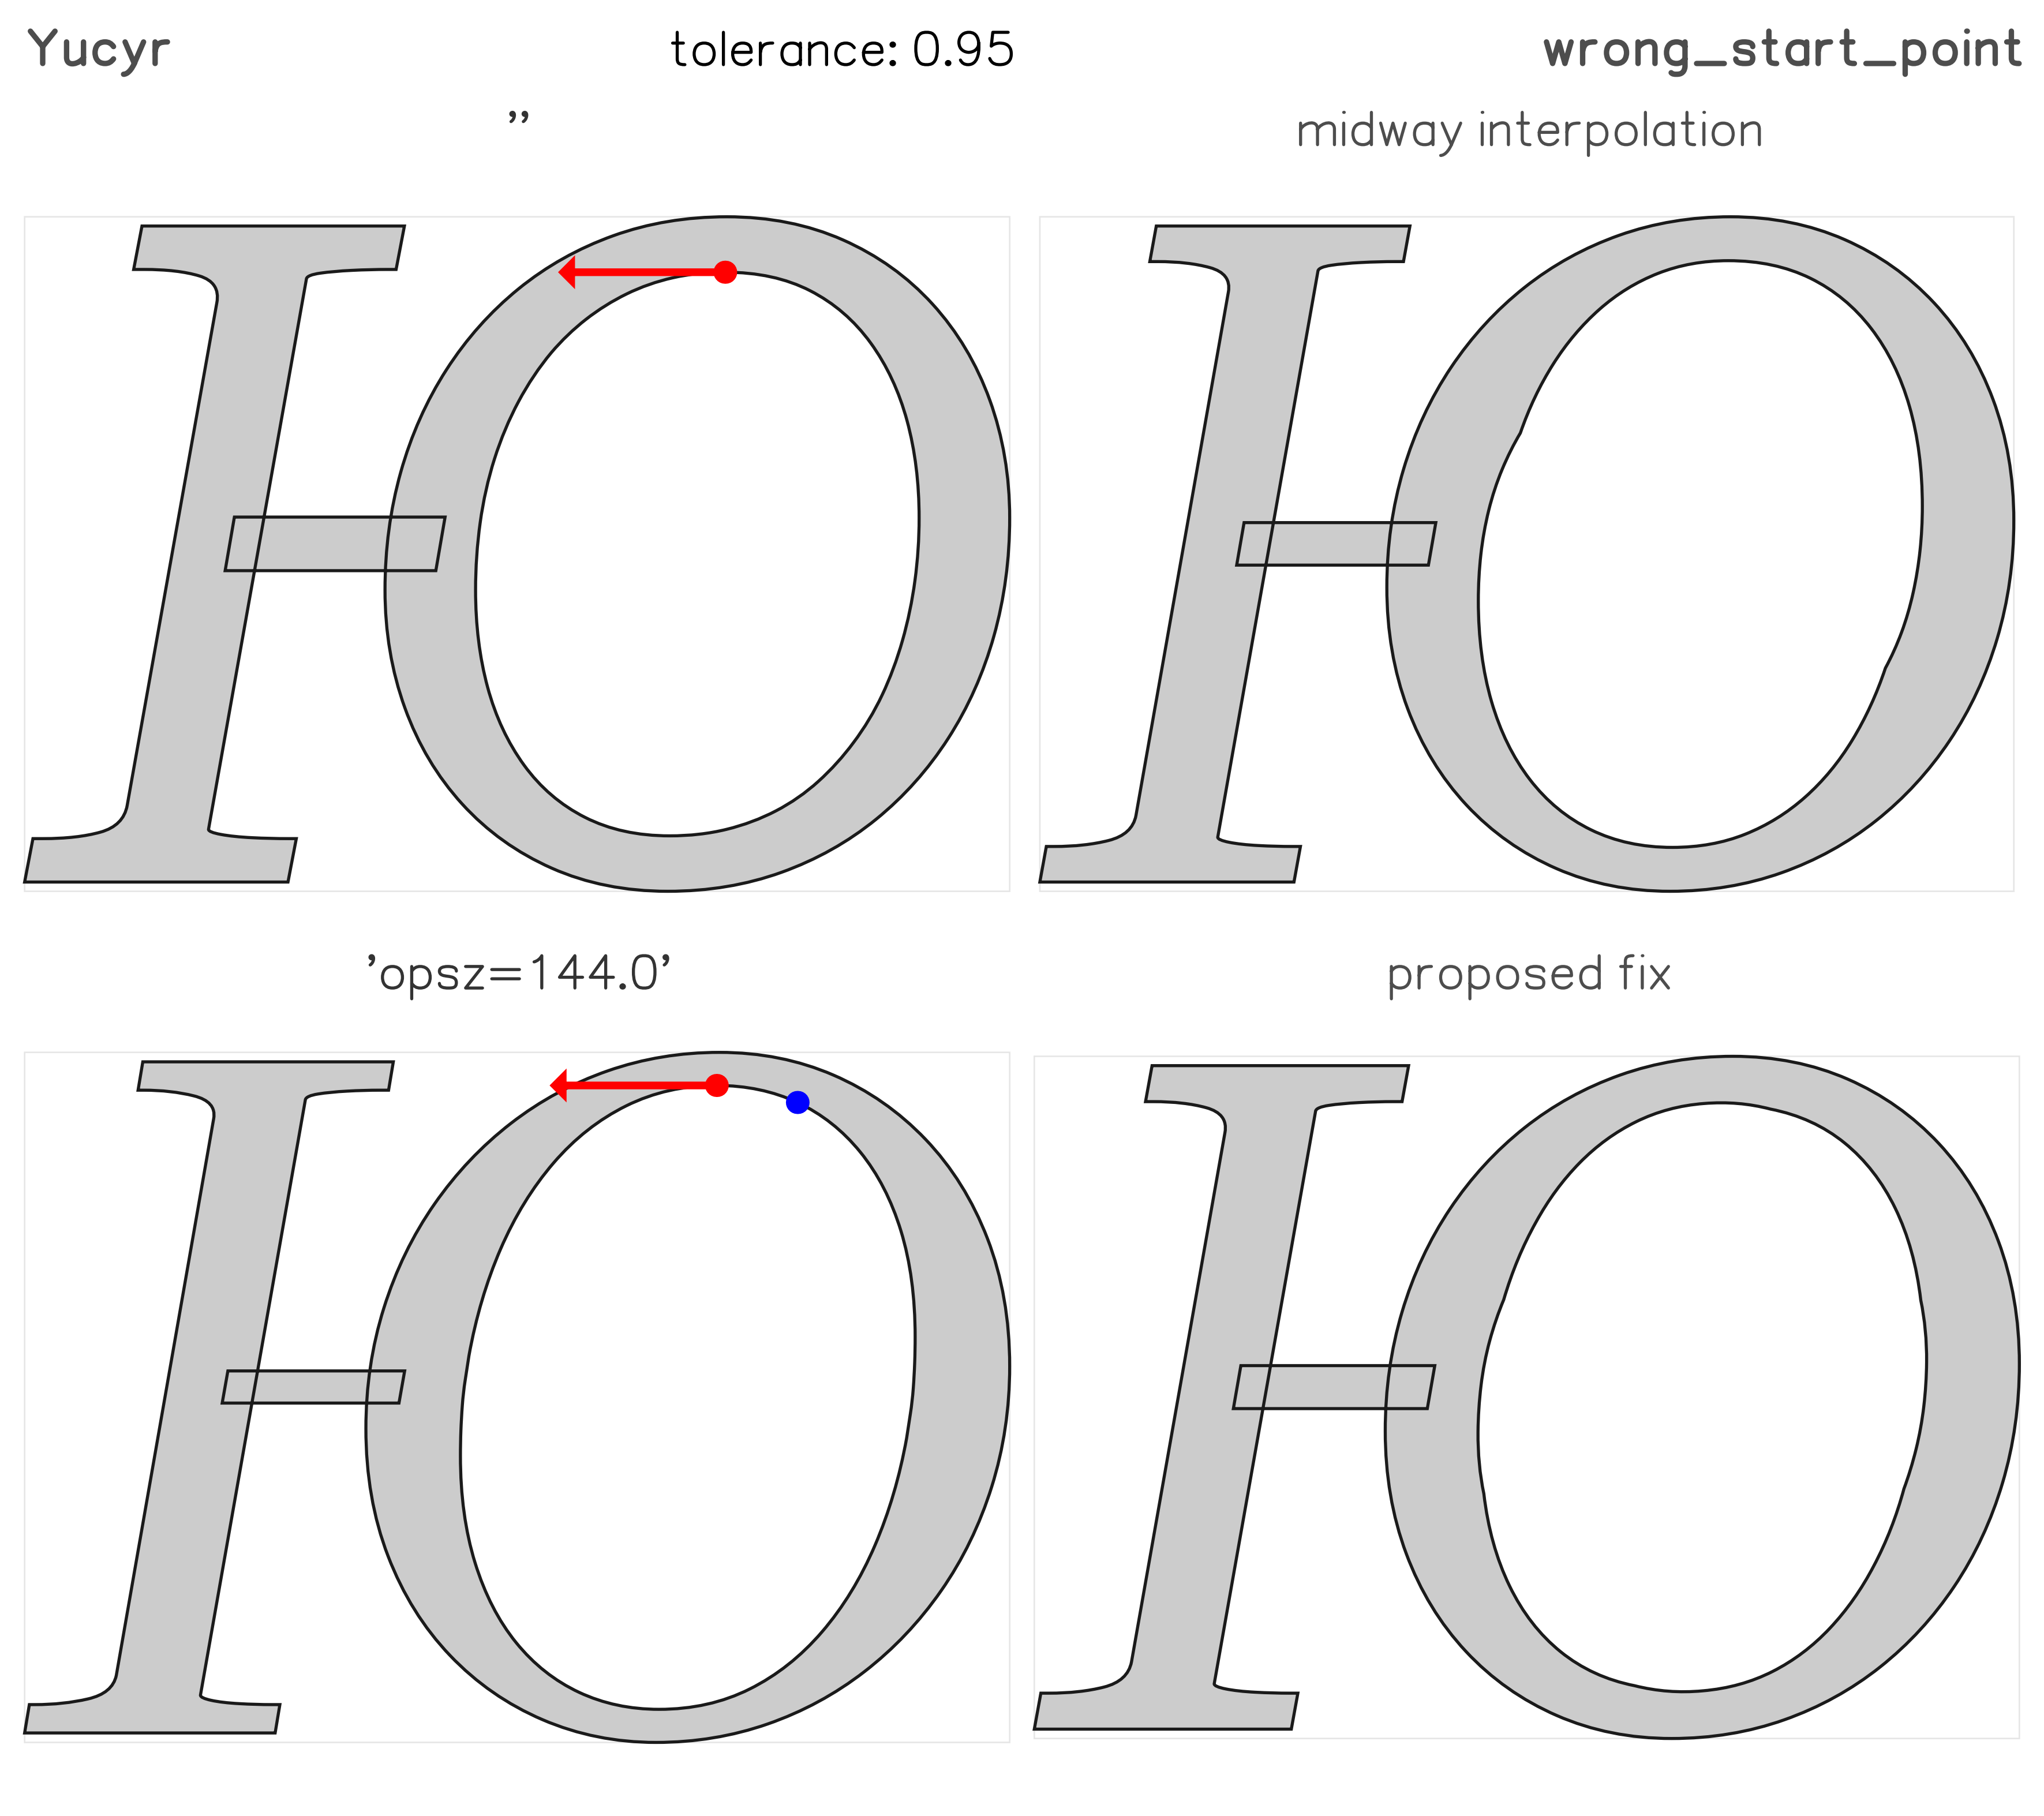 Yucyr tolerance: 0.95 wrong_start_point
’’ midway interpolation
Ю Ю
’opsz=144.0’ proposed fix
Ю Ю